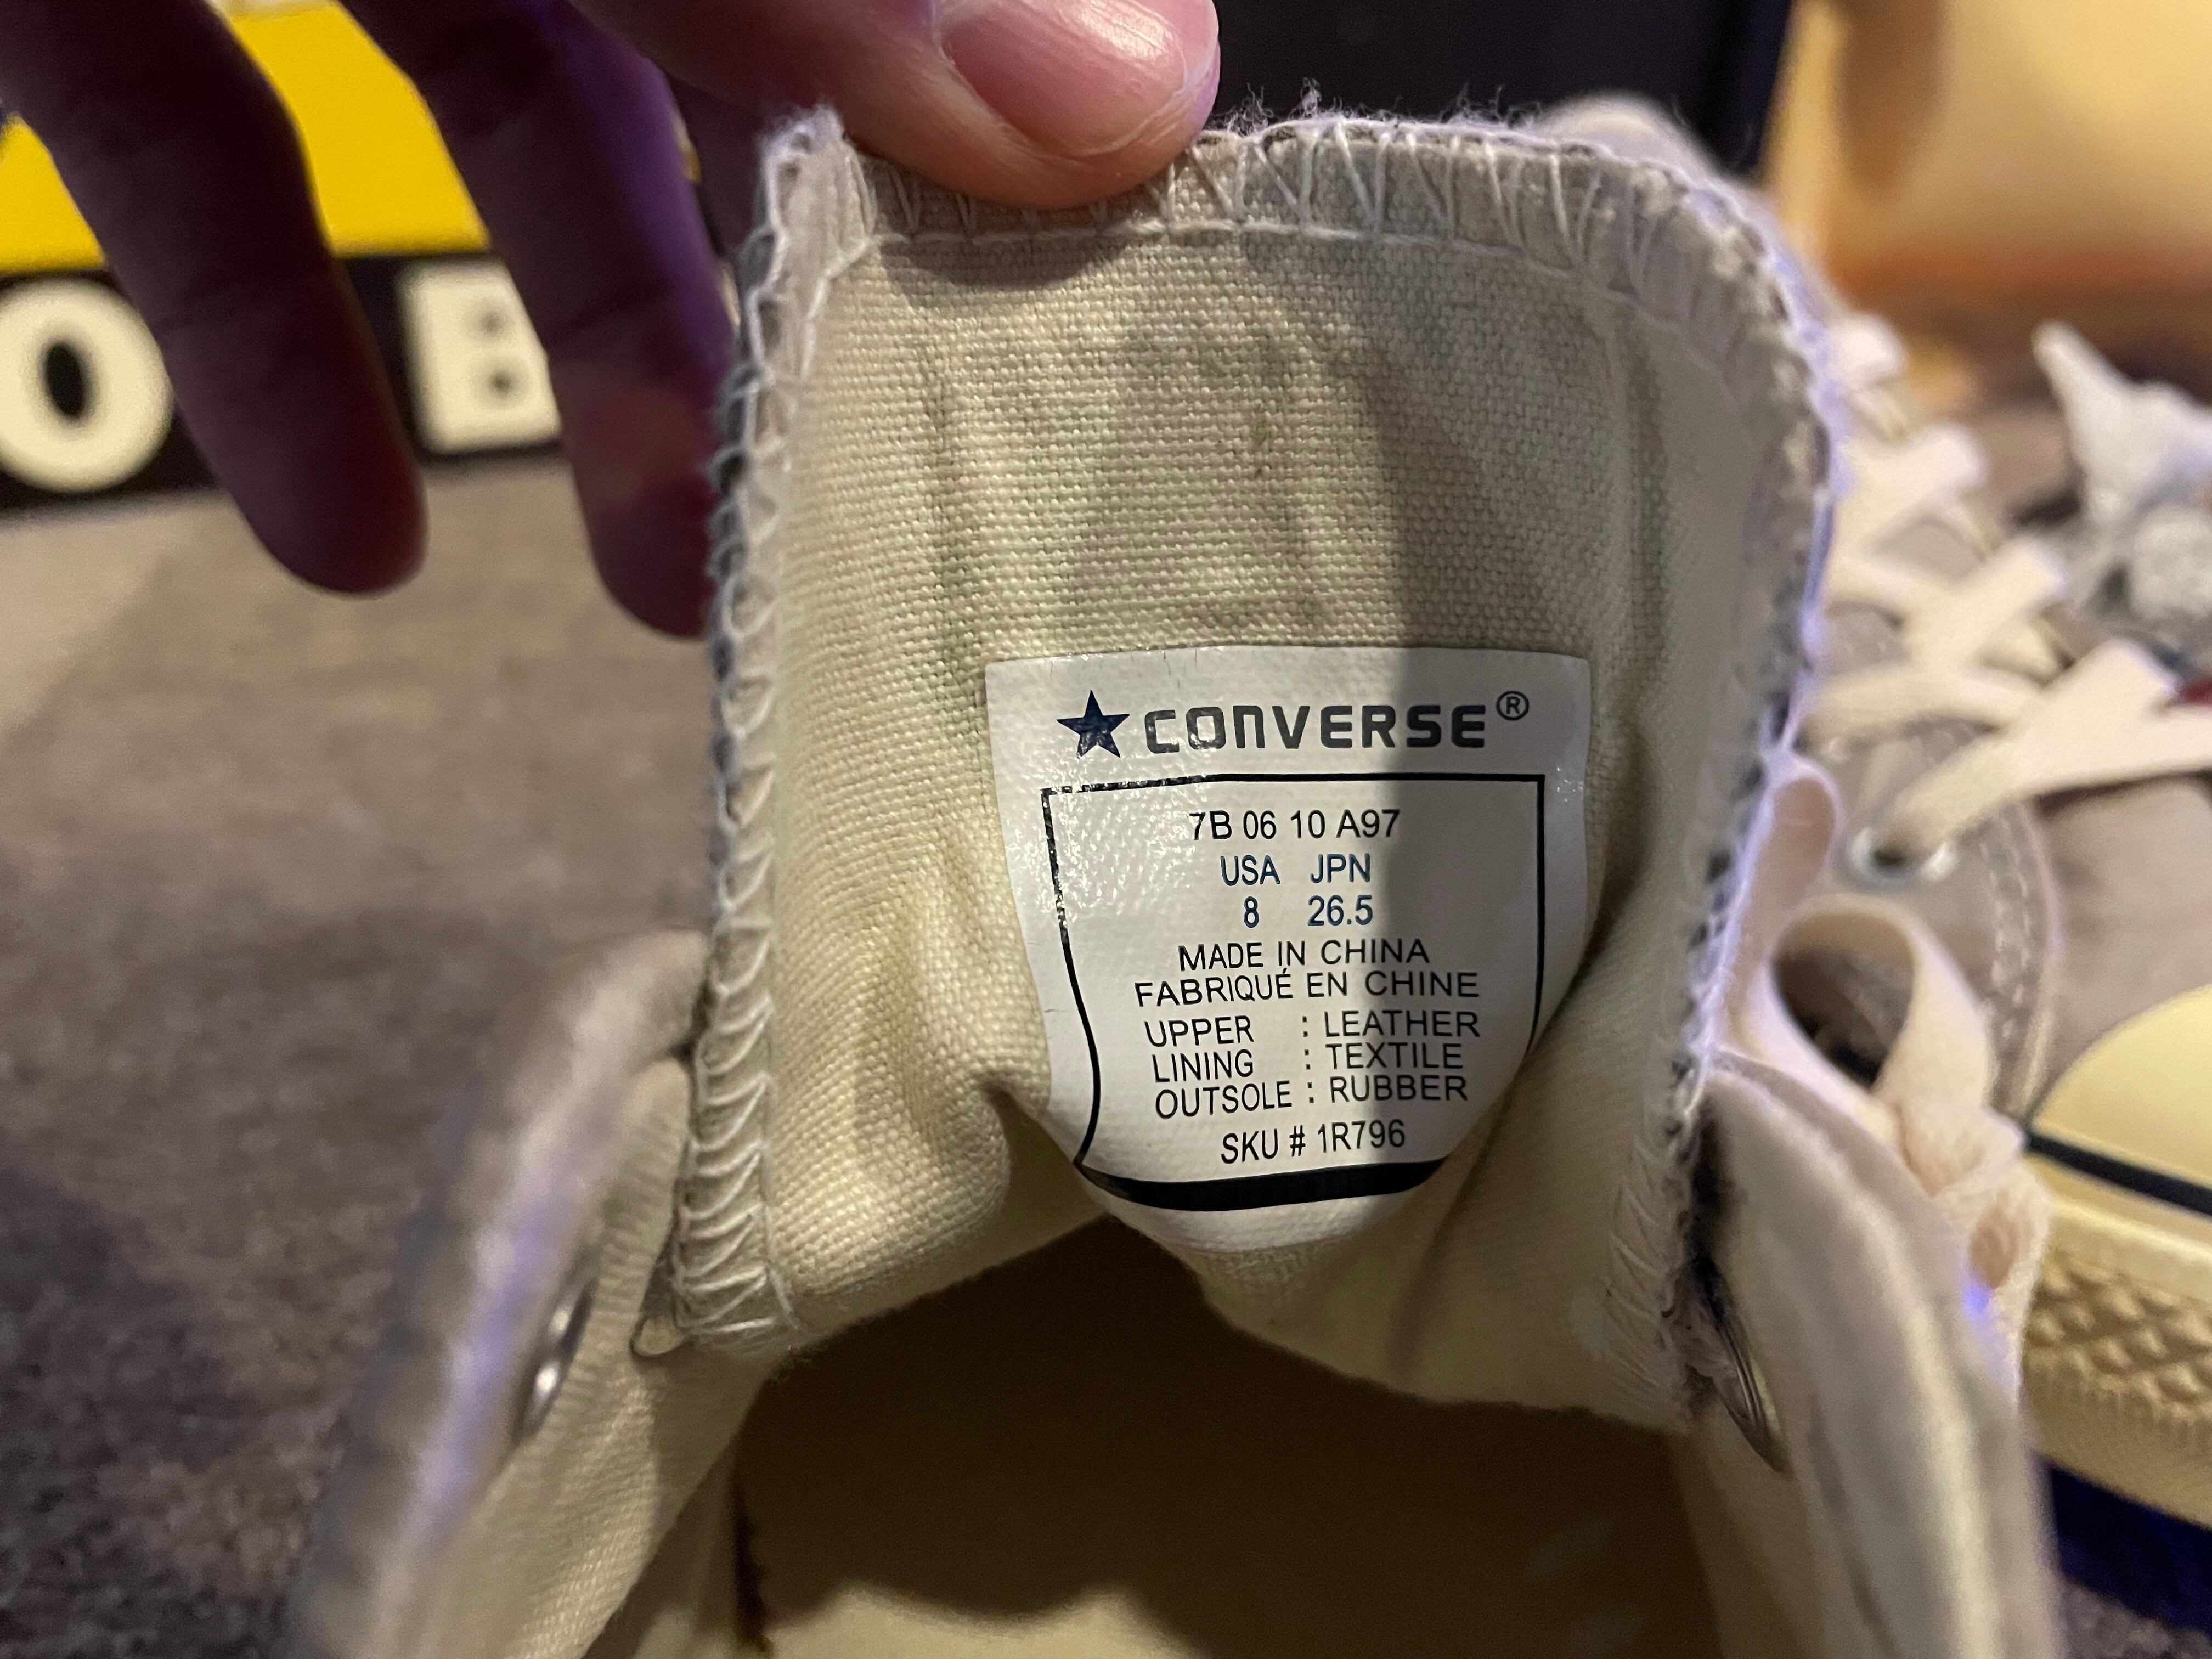 O B
CONVERSE®
7B 06 10 A97
USA JPN
8 26.5
MADE IN CHINA
FABRIQUÉ EN CHINE
UPPER : LEATHER
LINING : TEXTILE
OUTSOLE : RUBBER
SKU # 1R796